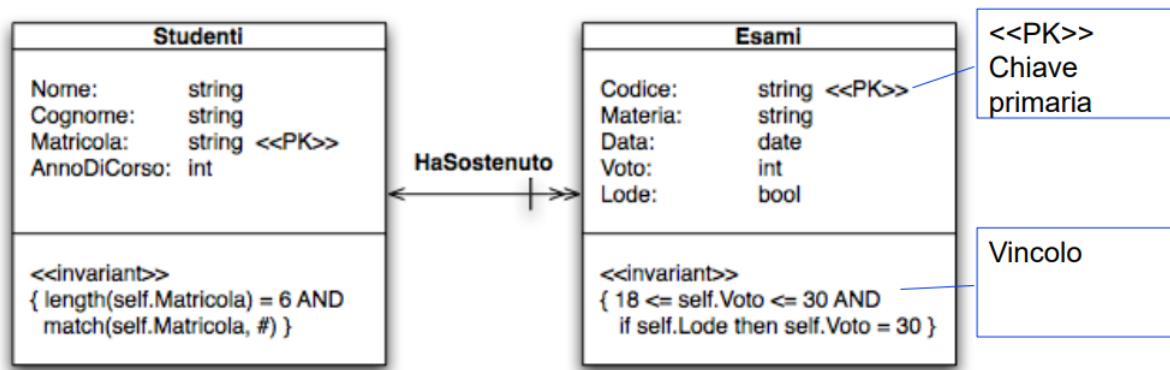 Studenti
Nome: string
Cognome: string
Matricola: string <<PK>>
AnnoDiCorso: int
<<invariant>>
{ length(self.Matricola) = 6 AND
match(self.Matricola, #) }
HaSostenuto
Esami
Codice: string <<PK>>
Materia: string
Data: date
Voto: int
Lode: bool
<<invariant>>
{ 18 <= self.Voto <= 30 AND
if self.Lode then self.Voto = 30 }
<<PK>>
Chiave
primaria
Vincolo